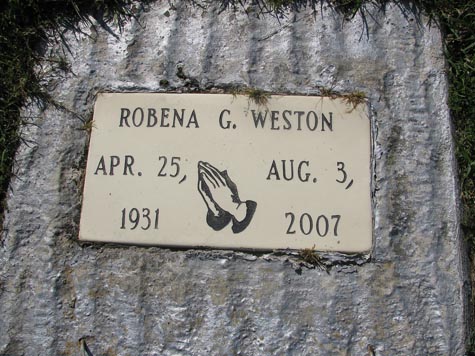 ROBENA G. WESTON
APR. 25, AUG. 3,
1931 2007